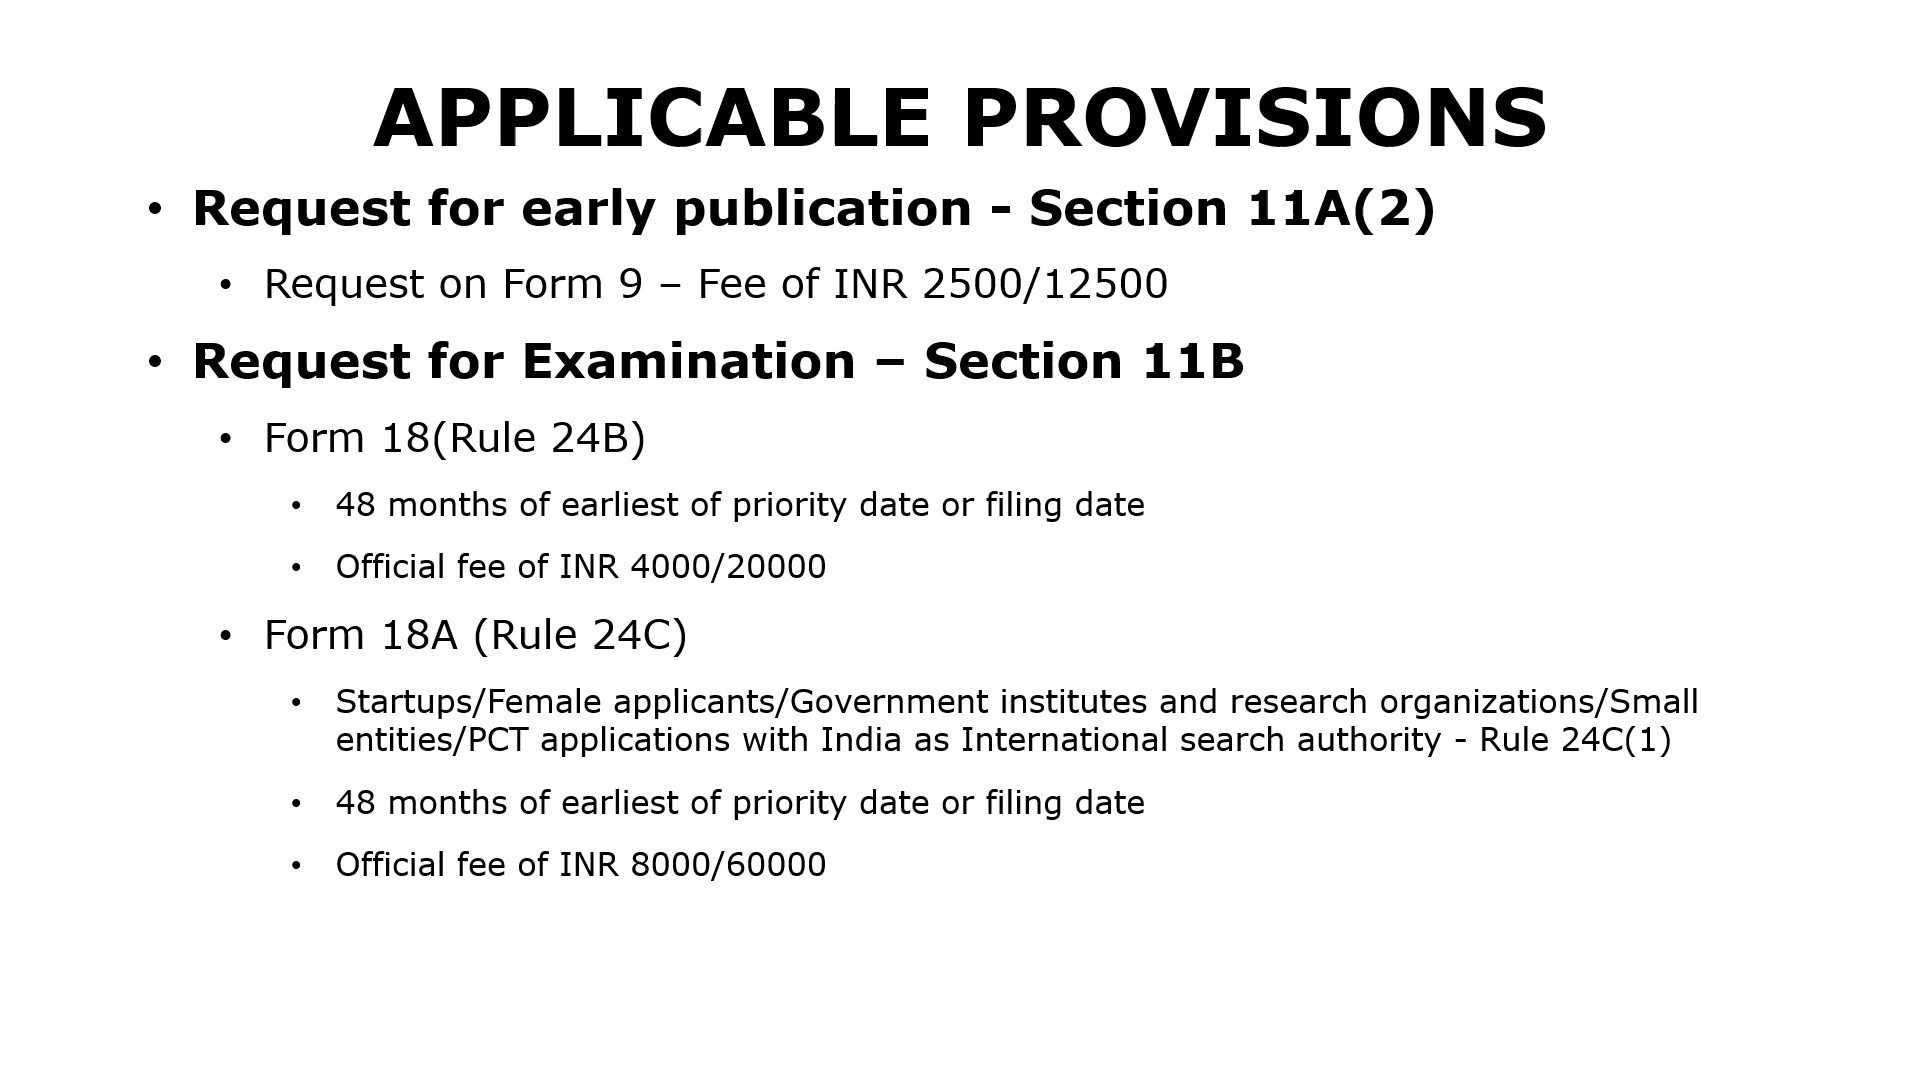 APPLICABLE PROVISIONS
• Request for early publication - Section 11A(2)
• Request on Form 9 – Fee of INR 2500/12500
• Request for Examination – Section 11B
• Form 18(Rule 24B)
• 48 months of earliest of priority date or filing date
• Official fee of INR 4000/20000
• Form 18A (Rule 24C)
• Startups/Female applicants/Government institutes and research organizations/Small
entities/PCT applications with India as International search authority - Rule 24C(1)
• 48 months of earliest of priority date or filing date
• Official fee of INR 8000/60000